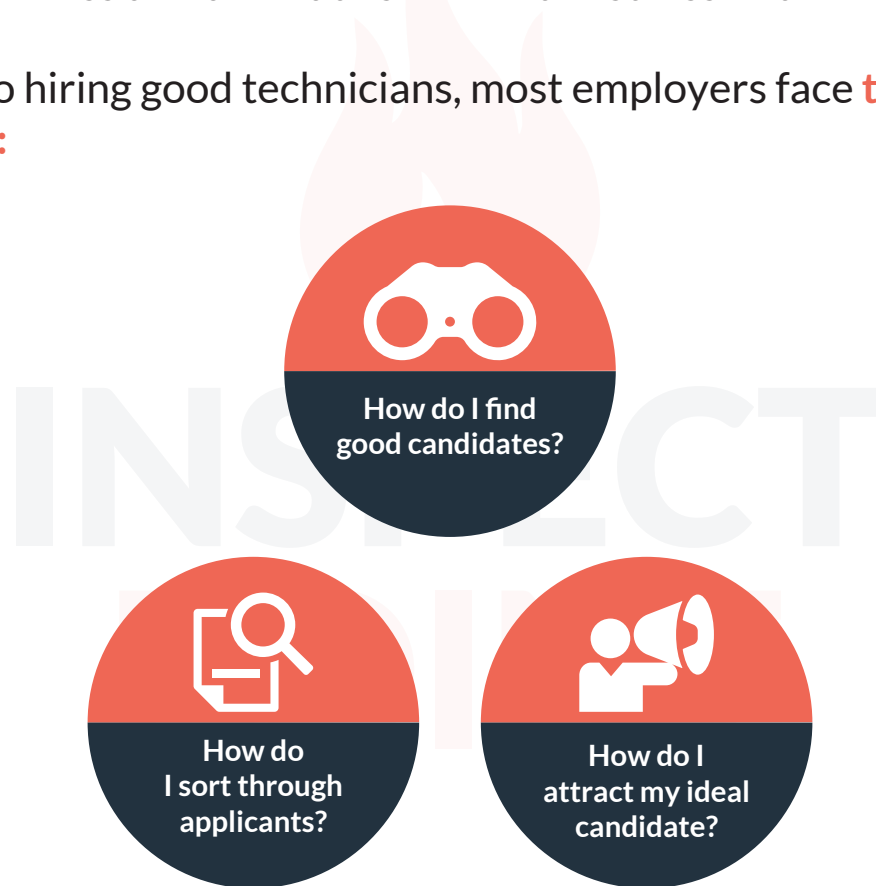 o hiring good technicians, most employers face t
:
How do I find
good candidates?
INSPECT
How do
I sort through
applicants?
How do I
attract my ideal
candidate?